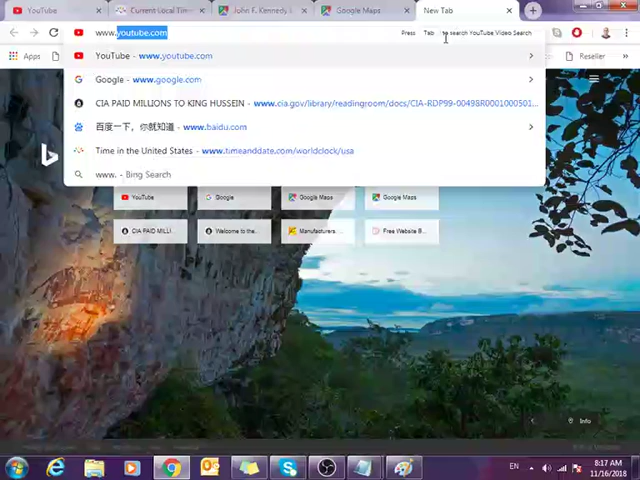 YouTube
Current Local Tim
John F. Kennedy I
Google Maps
New Tab
www.youtube.com
Press Tab to search YouTube Video Search
Apps
Reseller
YouTube - www.youtube.com
Google - www.google.com
CIA PAID MILLIONS TO KING HUSSEIN - www.cia.gov/library/readingroom/docs/CIA-RDP99-00498R0001000501...
百度一下，你就知道 - www.baidu.com
Time in the United States - www.timeanddate.com/worldclock/usa
www. - Bing Search
YouTube
Google
Google Maps
Google Maps
CIA PAID MILLI...
Welcome to the...
Manufacturers...
Free Website B...
Info
EN
8:17 AM
11/16/2018